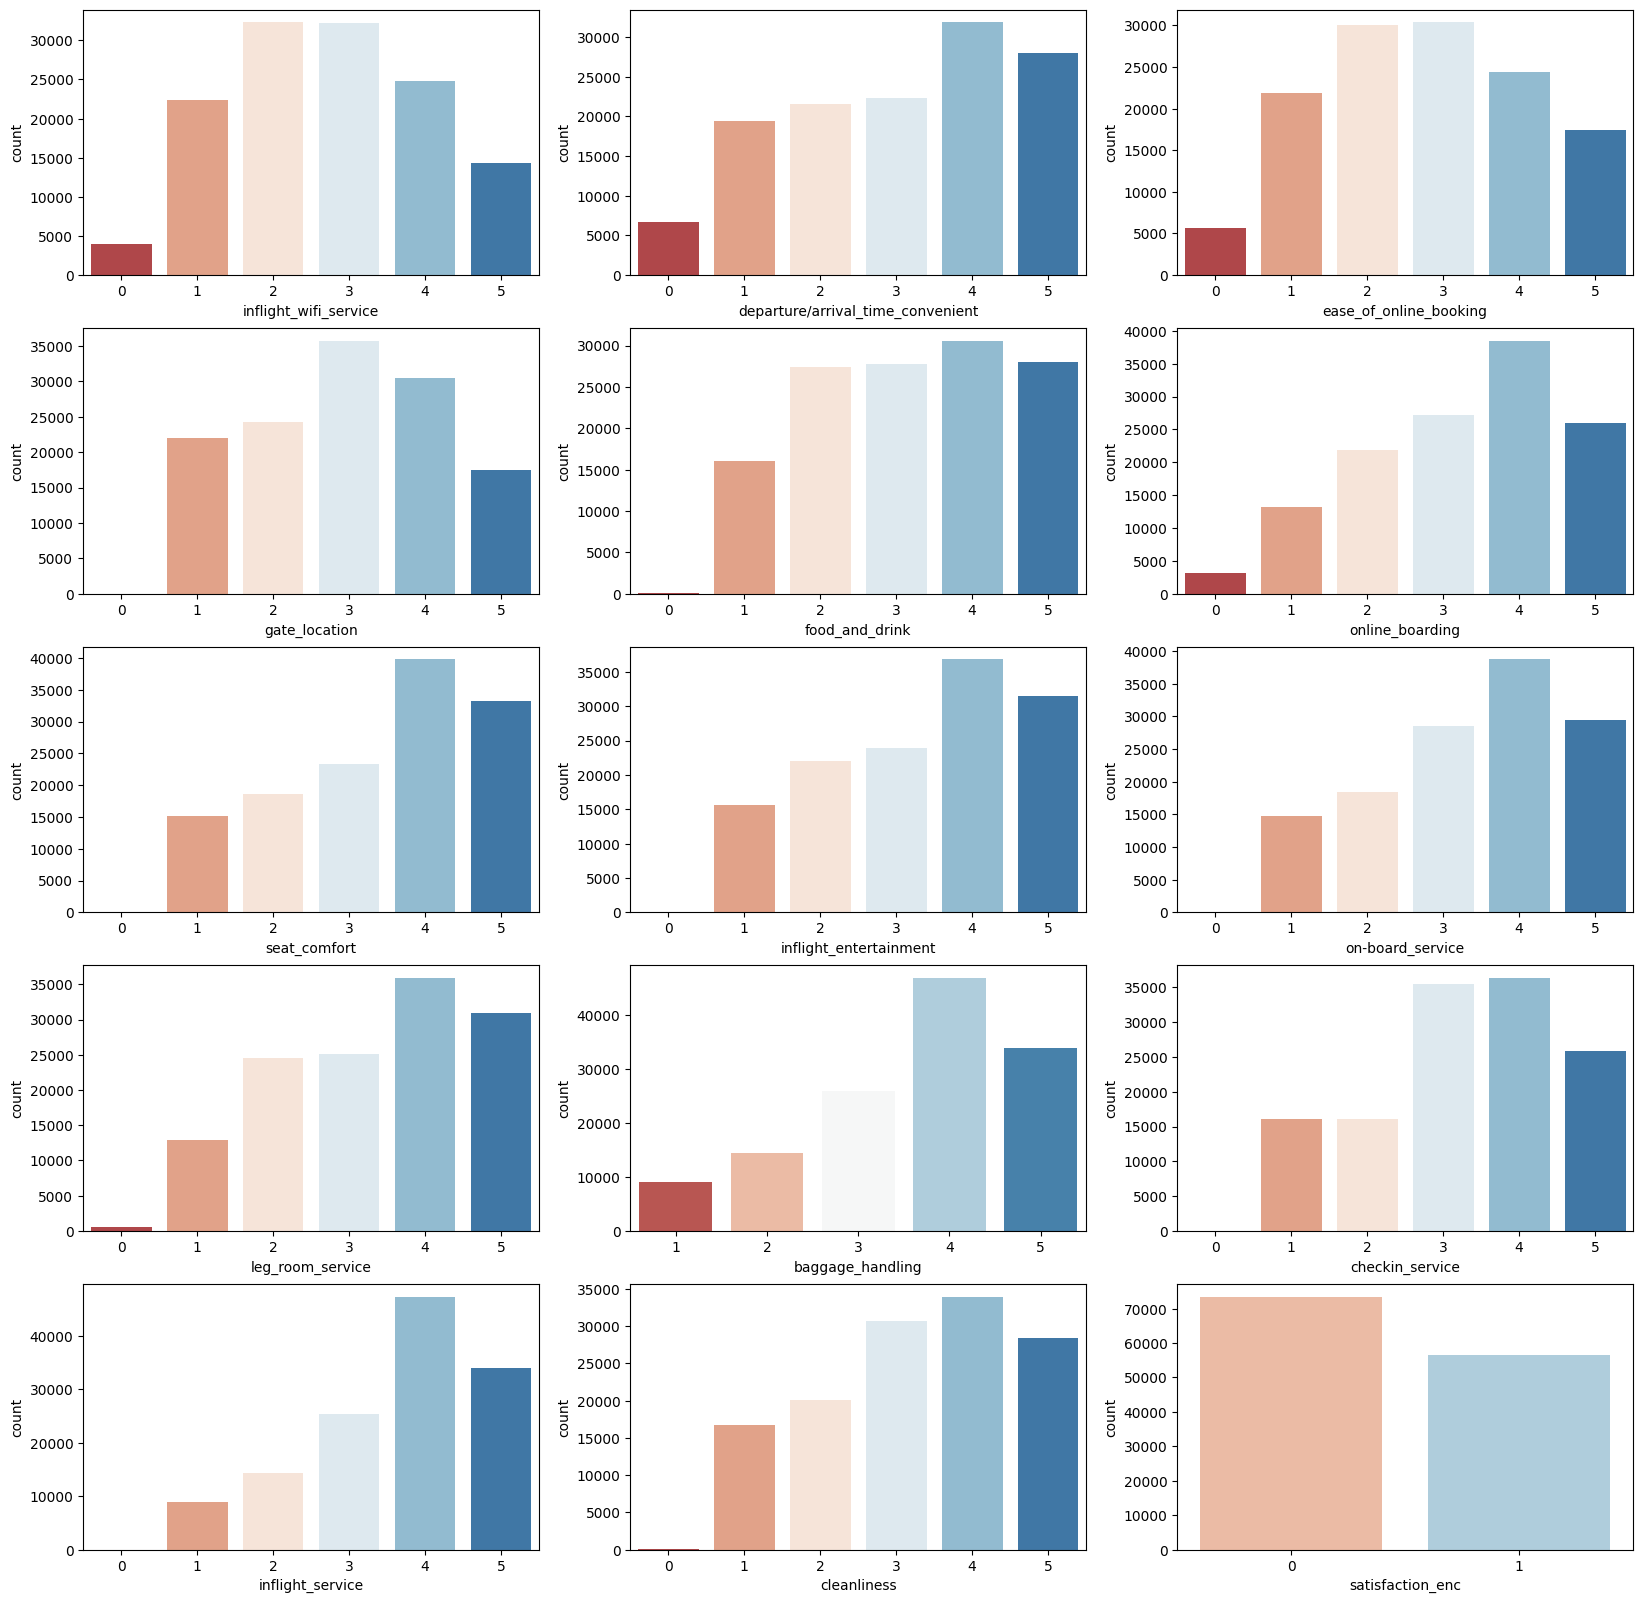 30000
25000
20000
15000
10000
5000
0
count
0 1 2 3 4 5
inflight_wifi_service
30000
25000
20000
15000
10000
5000
0
count
0 1 2 3 4 5
departure/arrival_time_convenient
30000
25000
20000
15000
10000
5000
0
count
0 1 2 3 4 5
ease_of_online_booking
35000
30000
25000
20000
15000
10000
5000
0
count
0 1 2 3 4 5
gate_location
30000
25000
20000
15000
10000
5000
0
count
0 1 2 3 4 5
food_and_drink
40000
35000
30000
25000
20000
15000
10000
5000
0
count
0 1 2 3 4 5
online_boarding
40000
35000
30000
25000
20000
15000
10000
5000
0
count
0 1 2 3 4 5
seat_comfort
35000
30000
25000
20000
15000
10000
5000
0
count
0 1 2 3 4 5
inflight_entertainment
40000
35000
30000
25000
20000
15000
10000
5000
0
count
0 1 2 3 4 5
on-board_service
35000
30000
25000
20000
15000
10000
5000
0
count
0 1 2 3 4 5
leg_room_service
40000
30000
20000
10000
0
count
1 2 3 4 5
baggage_handling
35000
30000
25000
20000
15000
10000
5000
0
count
0 1 2 3 4 5
checkin_service
40000
30000
20000
10000
0
count
0 1 2 3 4 5
inflight_service
35000
30000
25000
20000
15000
10000
5000
0
count
0 1 2 3 4 5
cleanliness
70000
60000
50000
40000
30000
20000
10000
0
count
0 1
satisfaction_enc